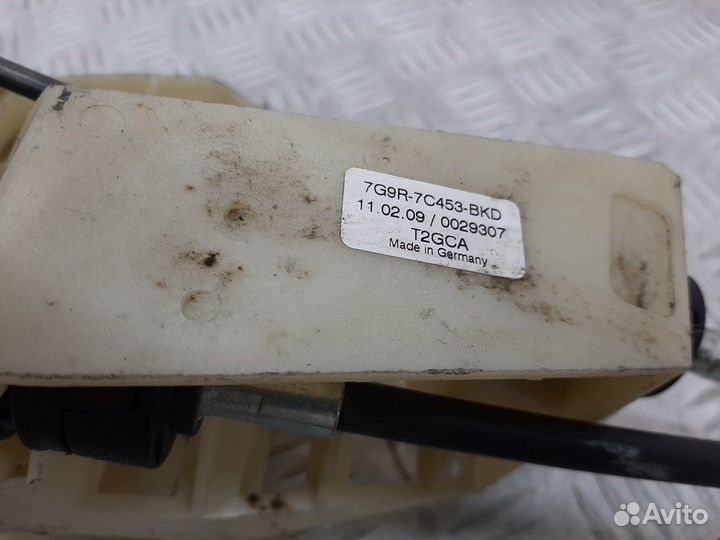 7G9R-7C453-BKD
11.02.09 / 0029307
T2GCA
Made in Germany
Avito